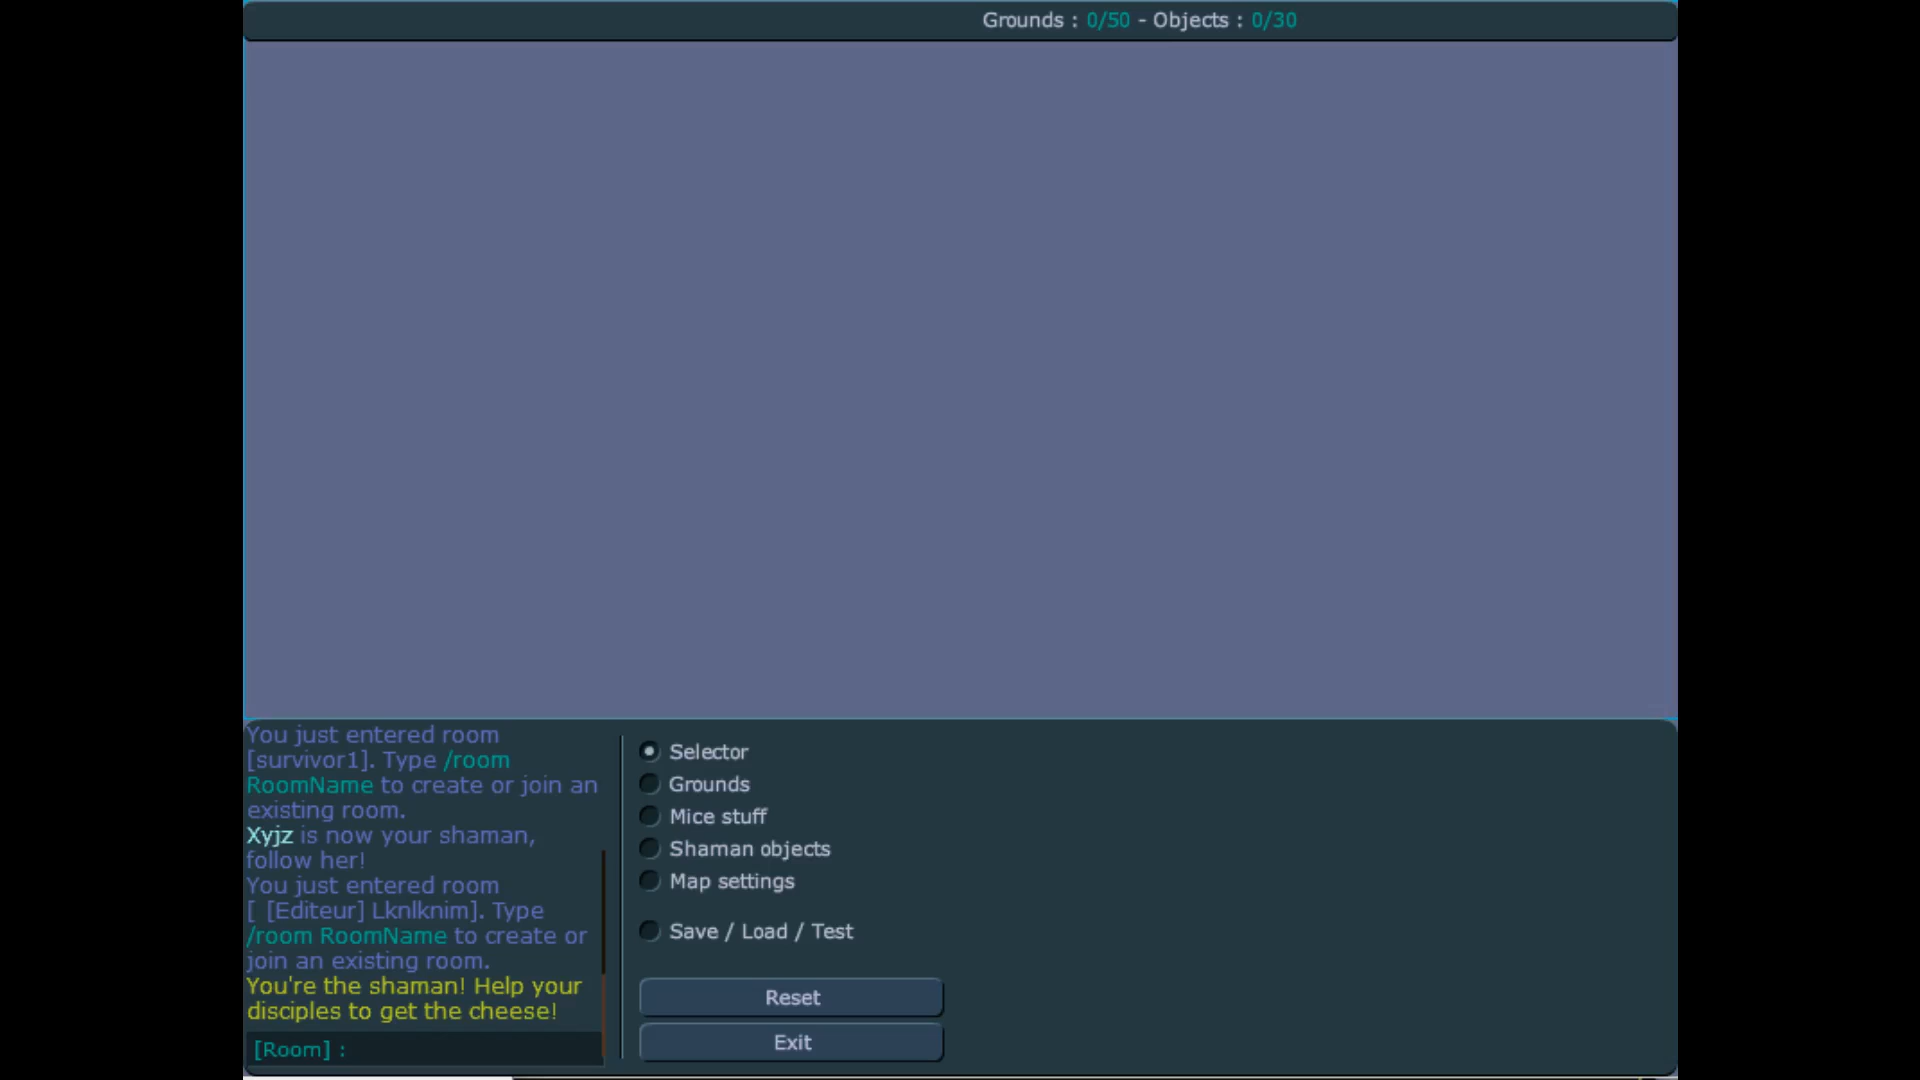 Grounds : 0/50 - Objects : 0/30
You just entered room
[survivor1]. Type /room
RoomName to create or join an
existing room.
Xyjz is now your shaman,
follow her!
You just entered room
[ [Editeur] Lknlknim]. Type
/room RoomName to create or
join an existing room.
You're the shaman! Help your
disciples to get the cheese!
[Room] :
Selector
Grounds
Mice stuff
Shaman objects
Map settings
Save / Load / Test
Reset
Exit